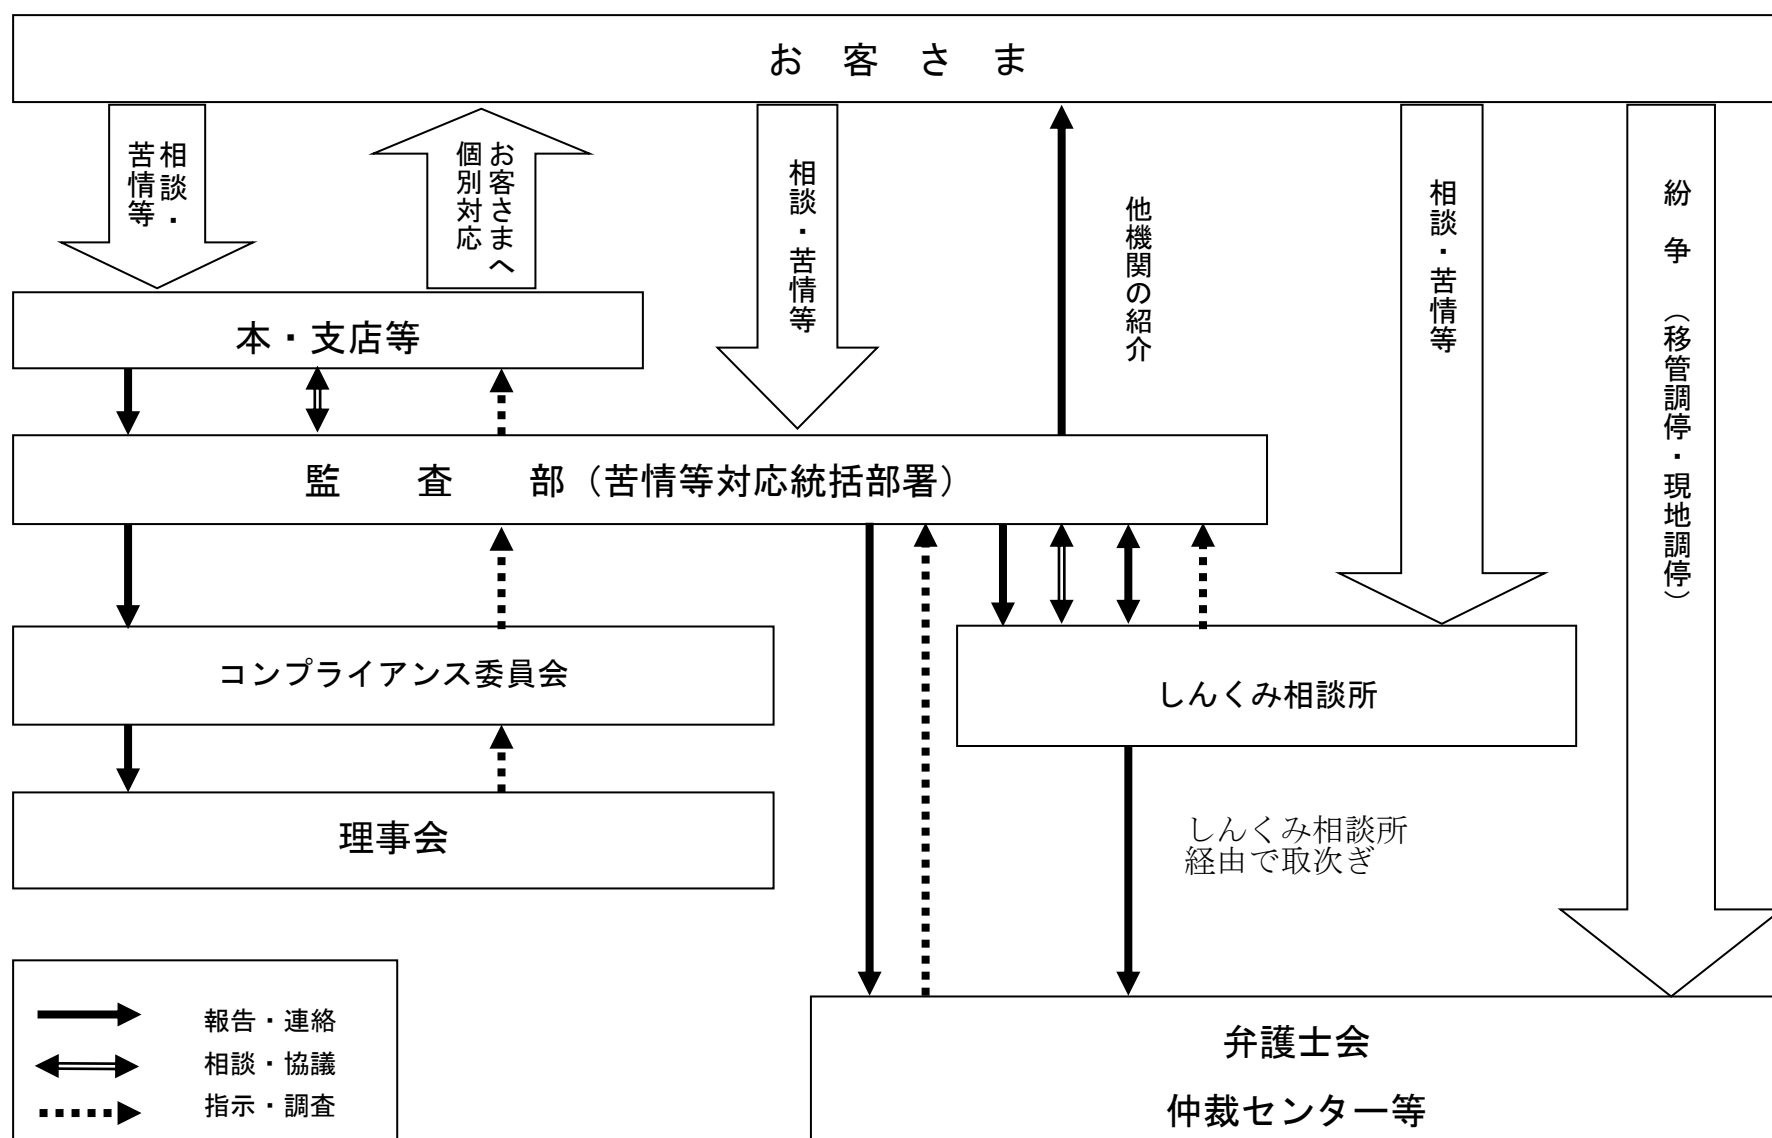 お　客　さ　ま
相談・
苦情等
お客さまへ
個別対応
相談・苦情等
他機関の紹介
相談・苦情等
紛　争　（移管調停・現地調停）
本・支店等
監　　査　　部（苦情等対応統括部署）
コンプライアンス委員会
しんくみ相談所
理事会
しんくみ相談所
経由で取次ぎ
報告・連絡
相談・協議
指示・調査
弁護士会
仲裁センター等